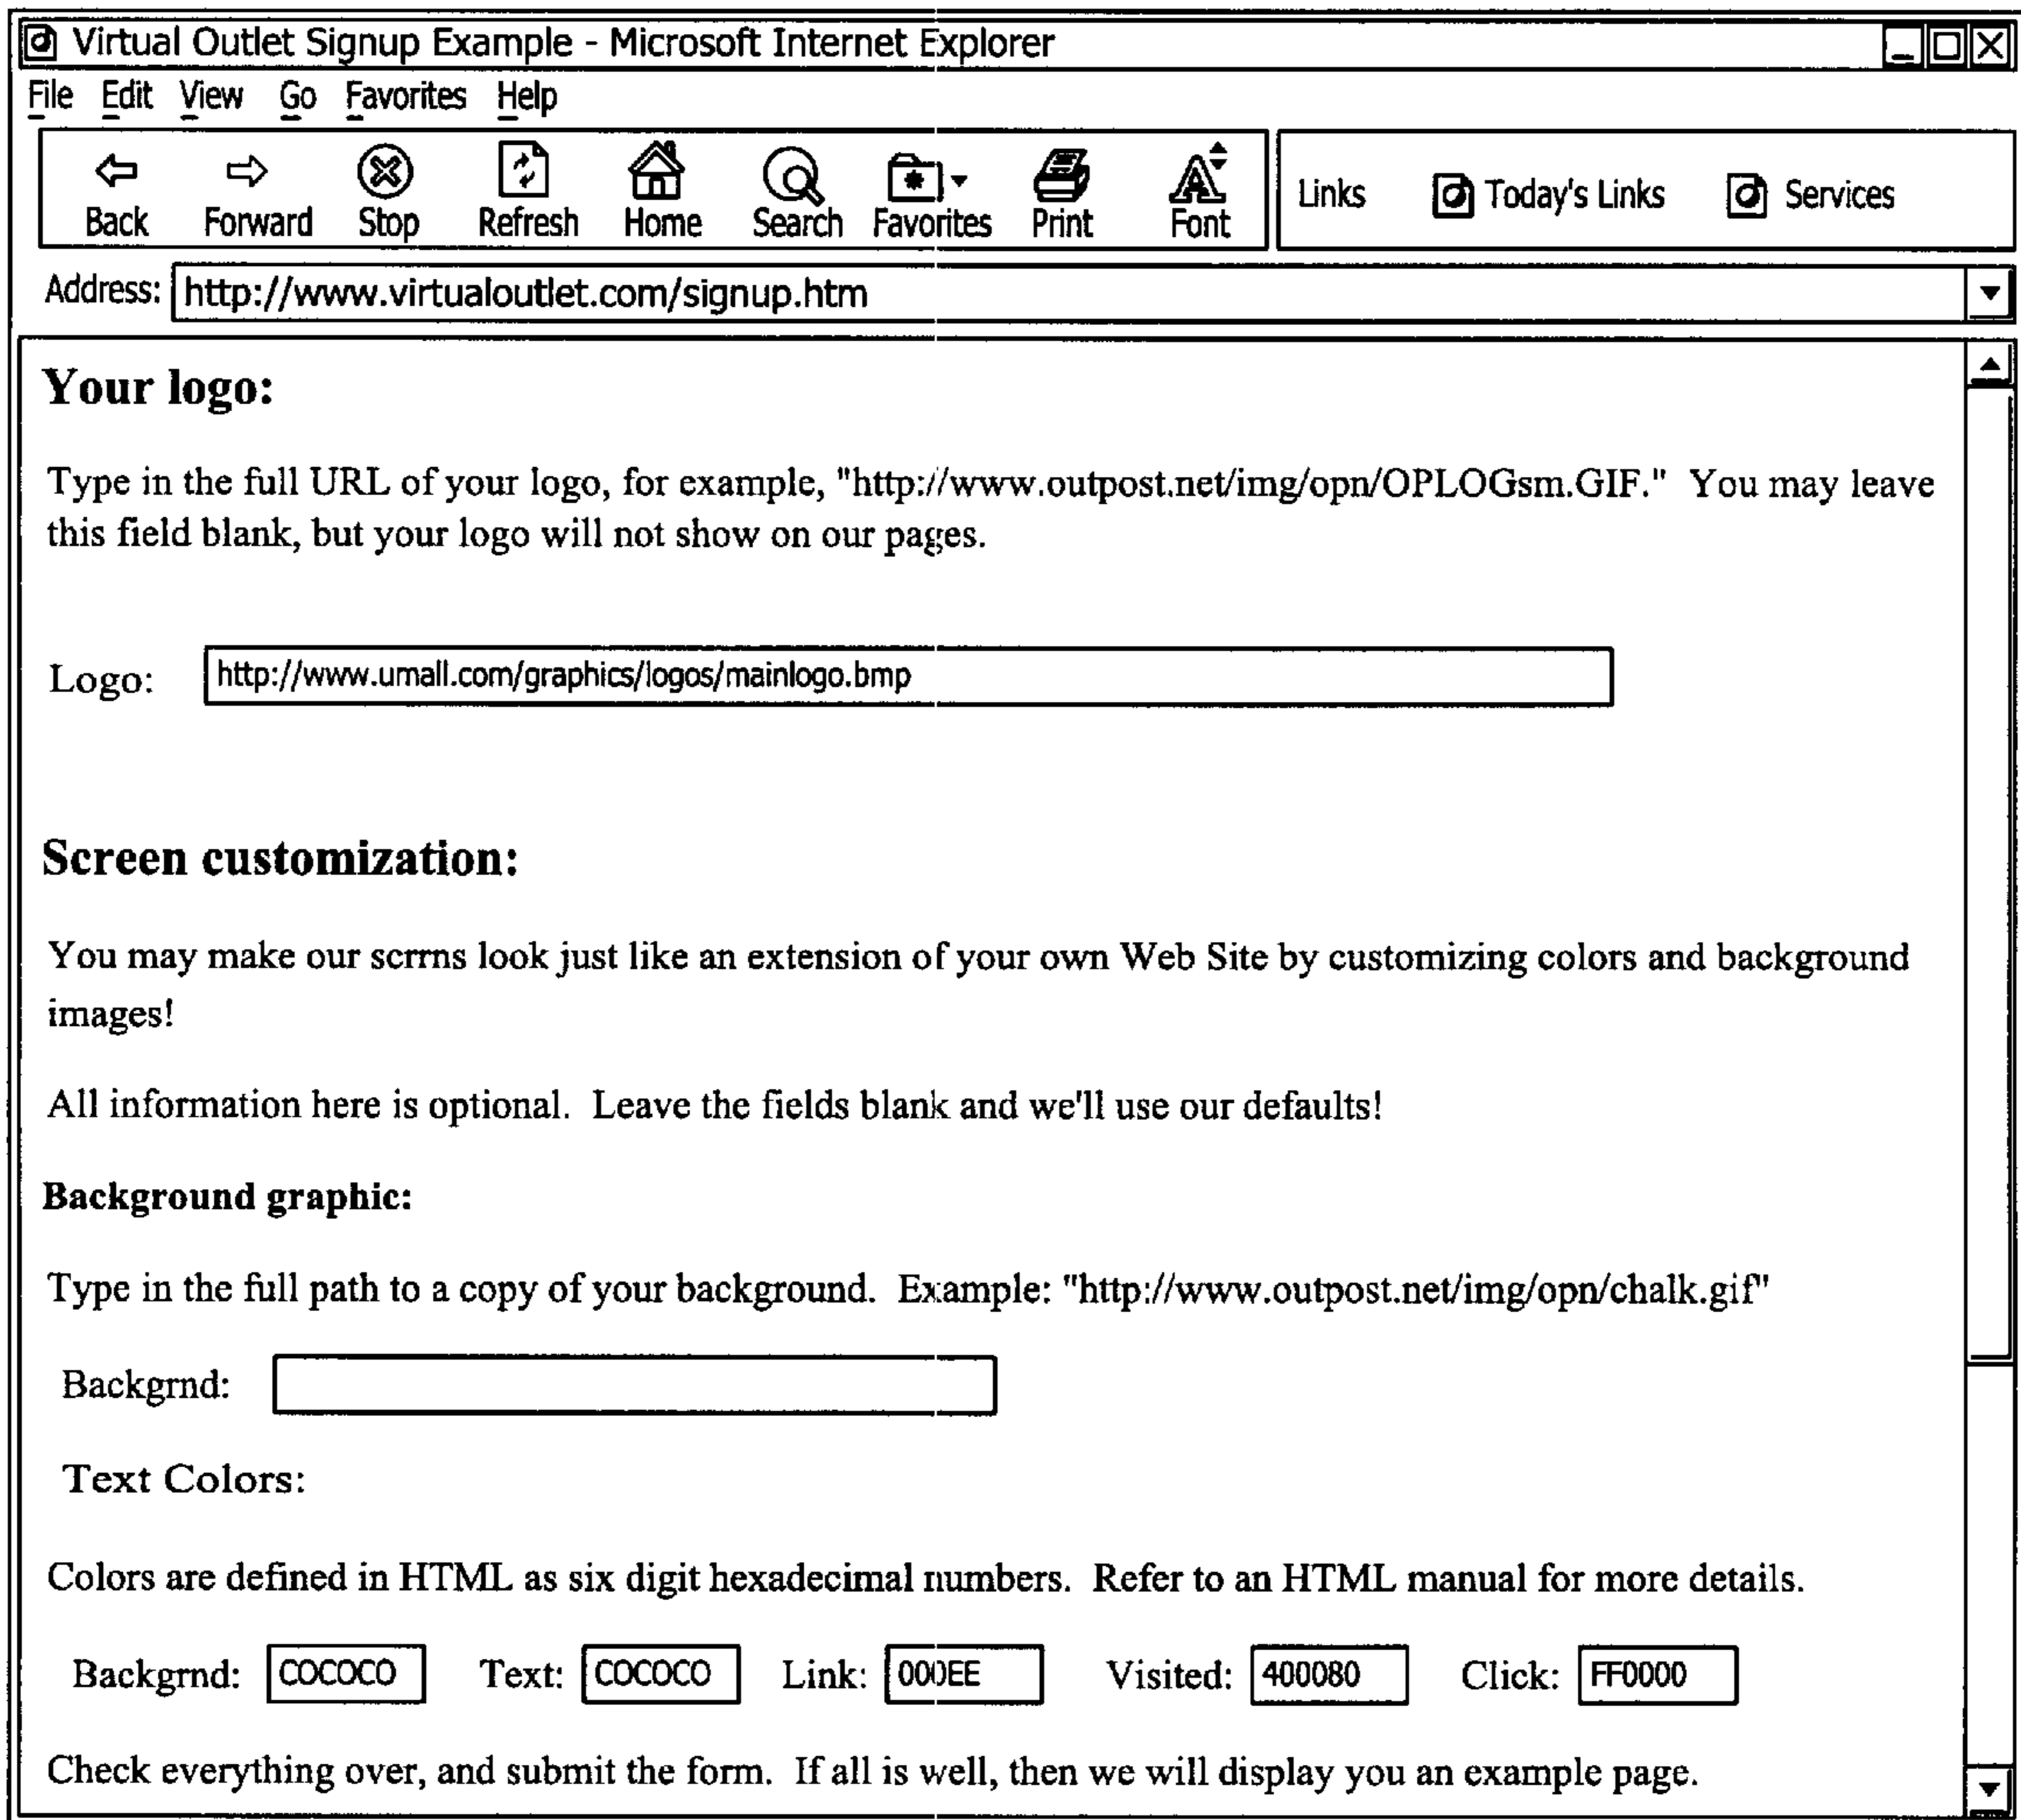 Virtual Outlet Signup Example - Microsoft Internet Explorer
File Edit View Go Favorites Help
Back Forward Stop Refresh Home Search Favorites Print Font Links Today's Links Services
Address: http://www.virtualoutlet.com/signup.htm
Your logo:
Type in the full URL of your logo, for example, "http://www.outpost.net/img/opn/OPLOGsm.GIF." You may leave
this field blank, but your logo will not show on our pages.
Logo: http://www.umall.com/graphics/logos/mainlogo.bmp
Screen customization:
You may make our scrrns look just like an extension of your own Web Site by customizing colors and background
images!
All information here is optional. Leave the fields blank and we'll use our defaults!
Background graphic:
Type in the full path to a copy of your background. Example: "http://www.outpost.net/img/opn/chalk.gif"
Backgrnd:
Text Colors:
Colors are defined in HTML as six digit hexadecimal numbers. Refer to an HTML manual for more details.
Backgrnd: COCOCO Text: COCOCO Link: 000EE Visited: 400080 Click: FF0000
Check everything over, and submit the form. If all is well, then we will display you an example page.